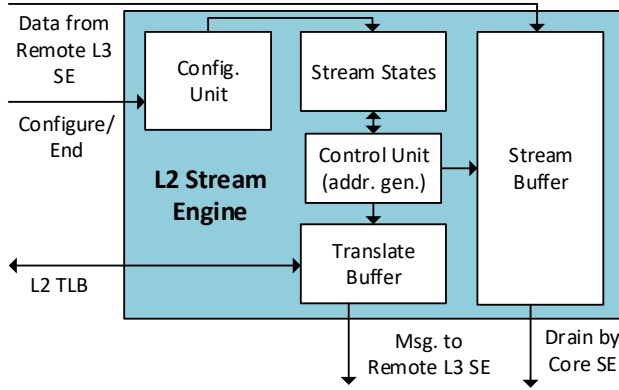 Data from
Remote L3
SE
Configure/
End
Config.
Unit
Stream States
Control Unit
(addr. gen.)
Stream
Buffer
L2 Stream
Engine
Translate
Buffer
L2 TLB
Msg. to
Remote L3 SE
Drain by
Core SE